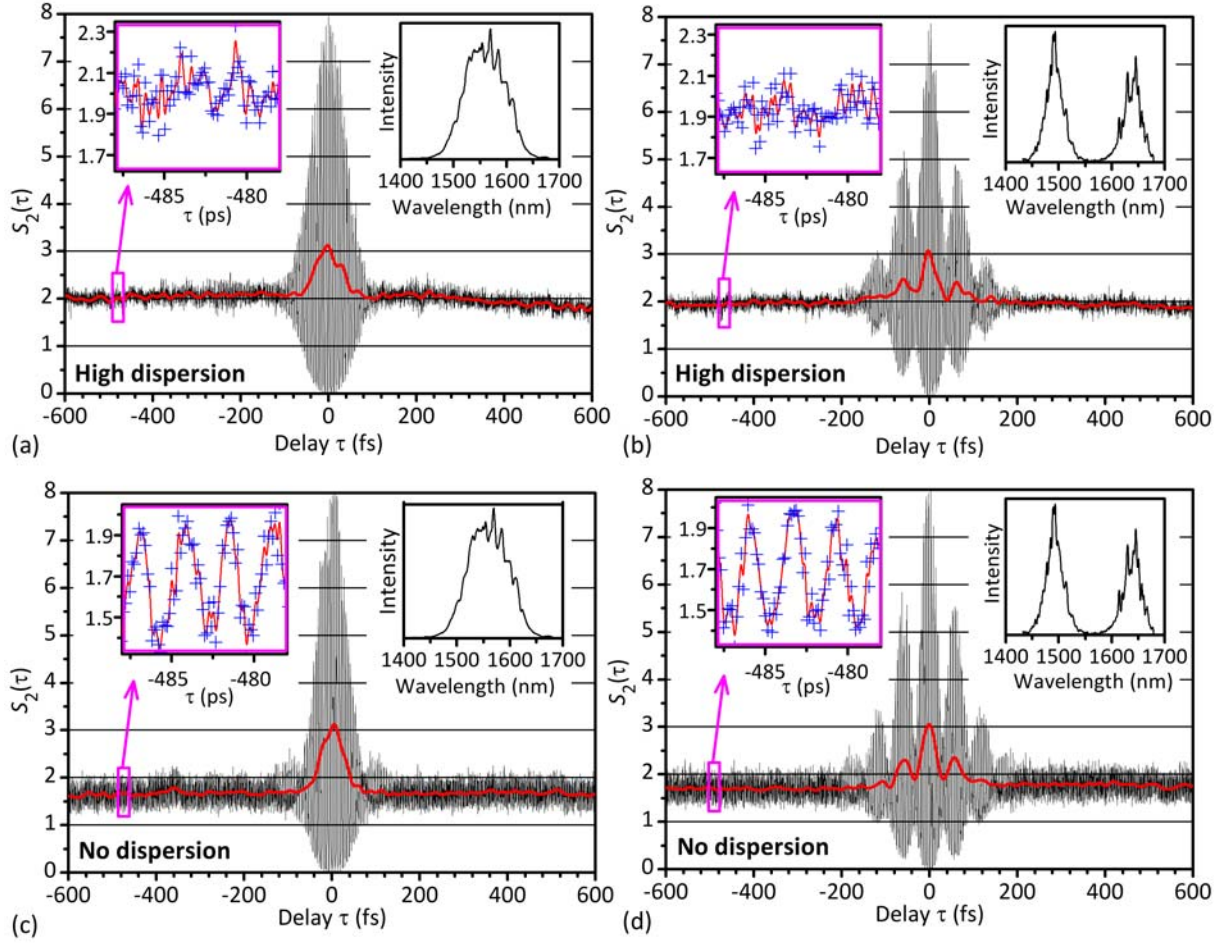 8
7
6
5
4
3
2
1
0
S₂(τ)
2.3
2.1
1.9
1.7
-485 -480
τ (ps)
Intensity
1400 1500 1600 1700
Wavelength (nm)
High dispersion
-600 -400 -200 0 200 400 600
Delay τ (fs)
(a)
8
7
6
5
4
3
2
1
0
S₂(τ)
2.3
2.1
1.9
1.7
-485 -480
τ (ps)
Intensity
1400 1500 1600 1700
Wavelength (nm)
High dispersion
-600 -400 -200 0 200 400 600
Delay τ (fs)
(b)
8
7
6
5
4
3
2
1
0
S₂(τ)
1.9
1.7
1.5
-485 -480
τ (ps)
Intensity
1400 1500 1600 1700
Wavelength (nm)
No dispersion
-600 -400 -200 0 200 400 600
Delay τ (fs)
(c)
8
7
6
5
4
3
2
1
0
S₂(τ)
1.9
1.7
1.5
-485 -480
τ (ps)
Intensity
1400 1500 1600 1700
Wavelength (nm)
No dispersion
-600 -400 -200 0 200 400 600
Delay τ (fs)
(d)